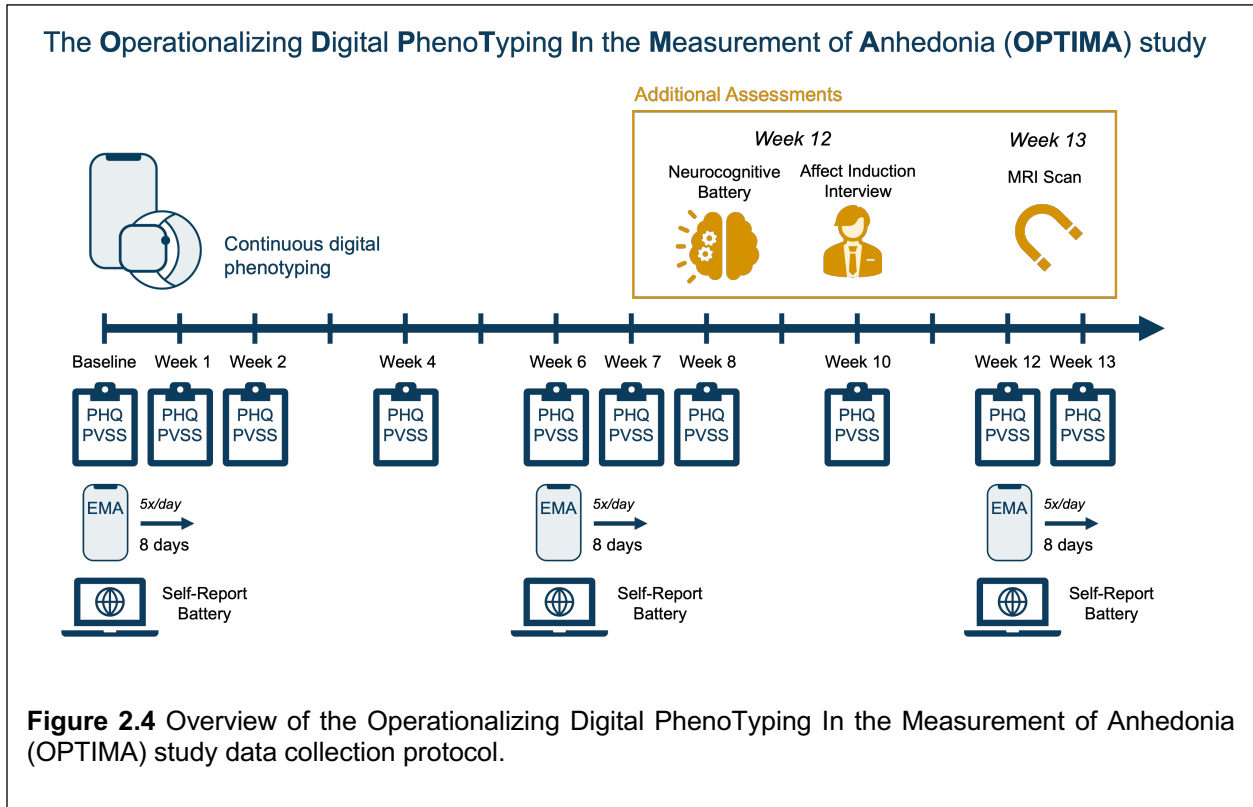 The Operationalizing Digital PhenoTyping In the Measurement of Anhedonia (OPTIMA) study
Additional Assessments
Week 12
Week 13
Neurocognitive
Battery
Affect Induction
Interview
MRI Scan
Continuous digital
phenotyping
Baseline Week 1 Week 2 Week 4 Week 6 Week 7 Week 8 Week 10 Week 12 Week 13
PHQ PHQ PHQ PHQ PHQ PHQ PHQ PHQ PHQ PHQ
PVSS PVSS PVSS PVSS PVSS PVSS PVSS PVSS PVSS PVSS
EMA 5x/day EMA 5x/day EMA 5x/day
8 days 8 days 8 days
Self-Report Self-Report Self-Report
Battery Battery Battery
Figure 2.4 Overview of the Operationalizing Digital PhenoTyping In the Measurement of Anhedonia
(OPTIMA) study data collection protocol.